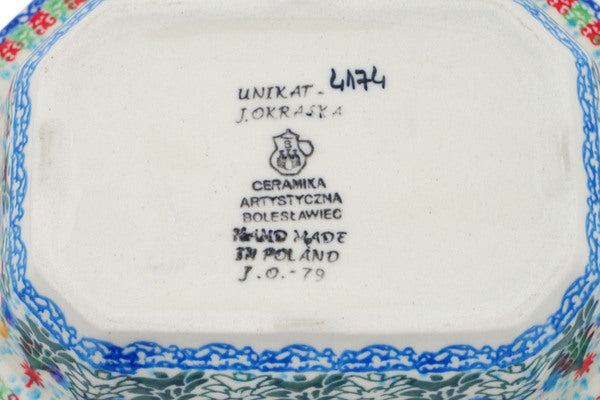 UNIKAT - 4174
J.OKRASKA
CERAMIKA
ARTYSTYCZNA
BOLESŁAWIEC
HAND MADE
IN POLAND
J.O.-79